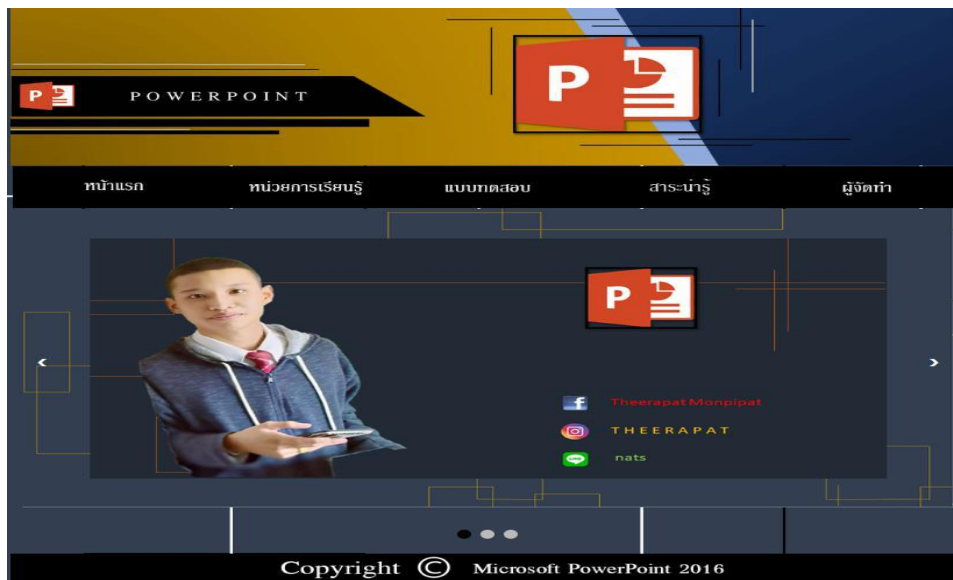 P POWERPOINT
P
หน้าแรก หน่วยการเรียนรู้ แบบทดสอบ สาระน่ารู้ ผู้จัดทำ
P
f Theerapat Monpipat
THEERAPAT
nats
Copyright © Microsoft PowerPoint 2016